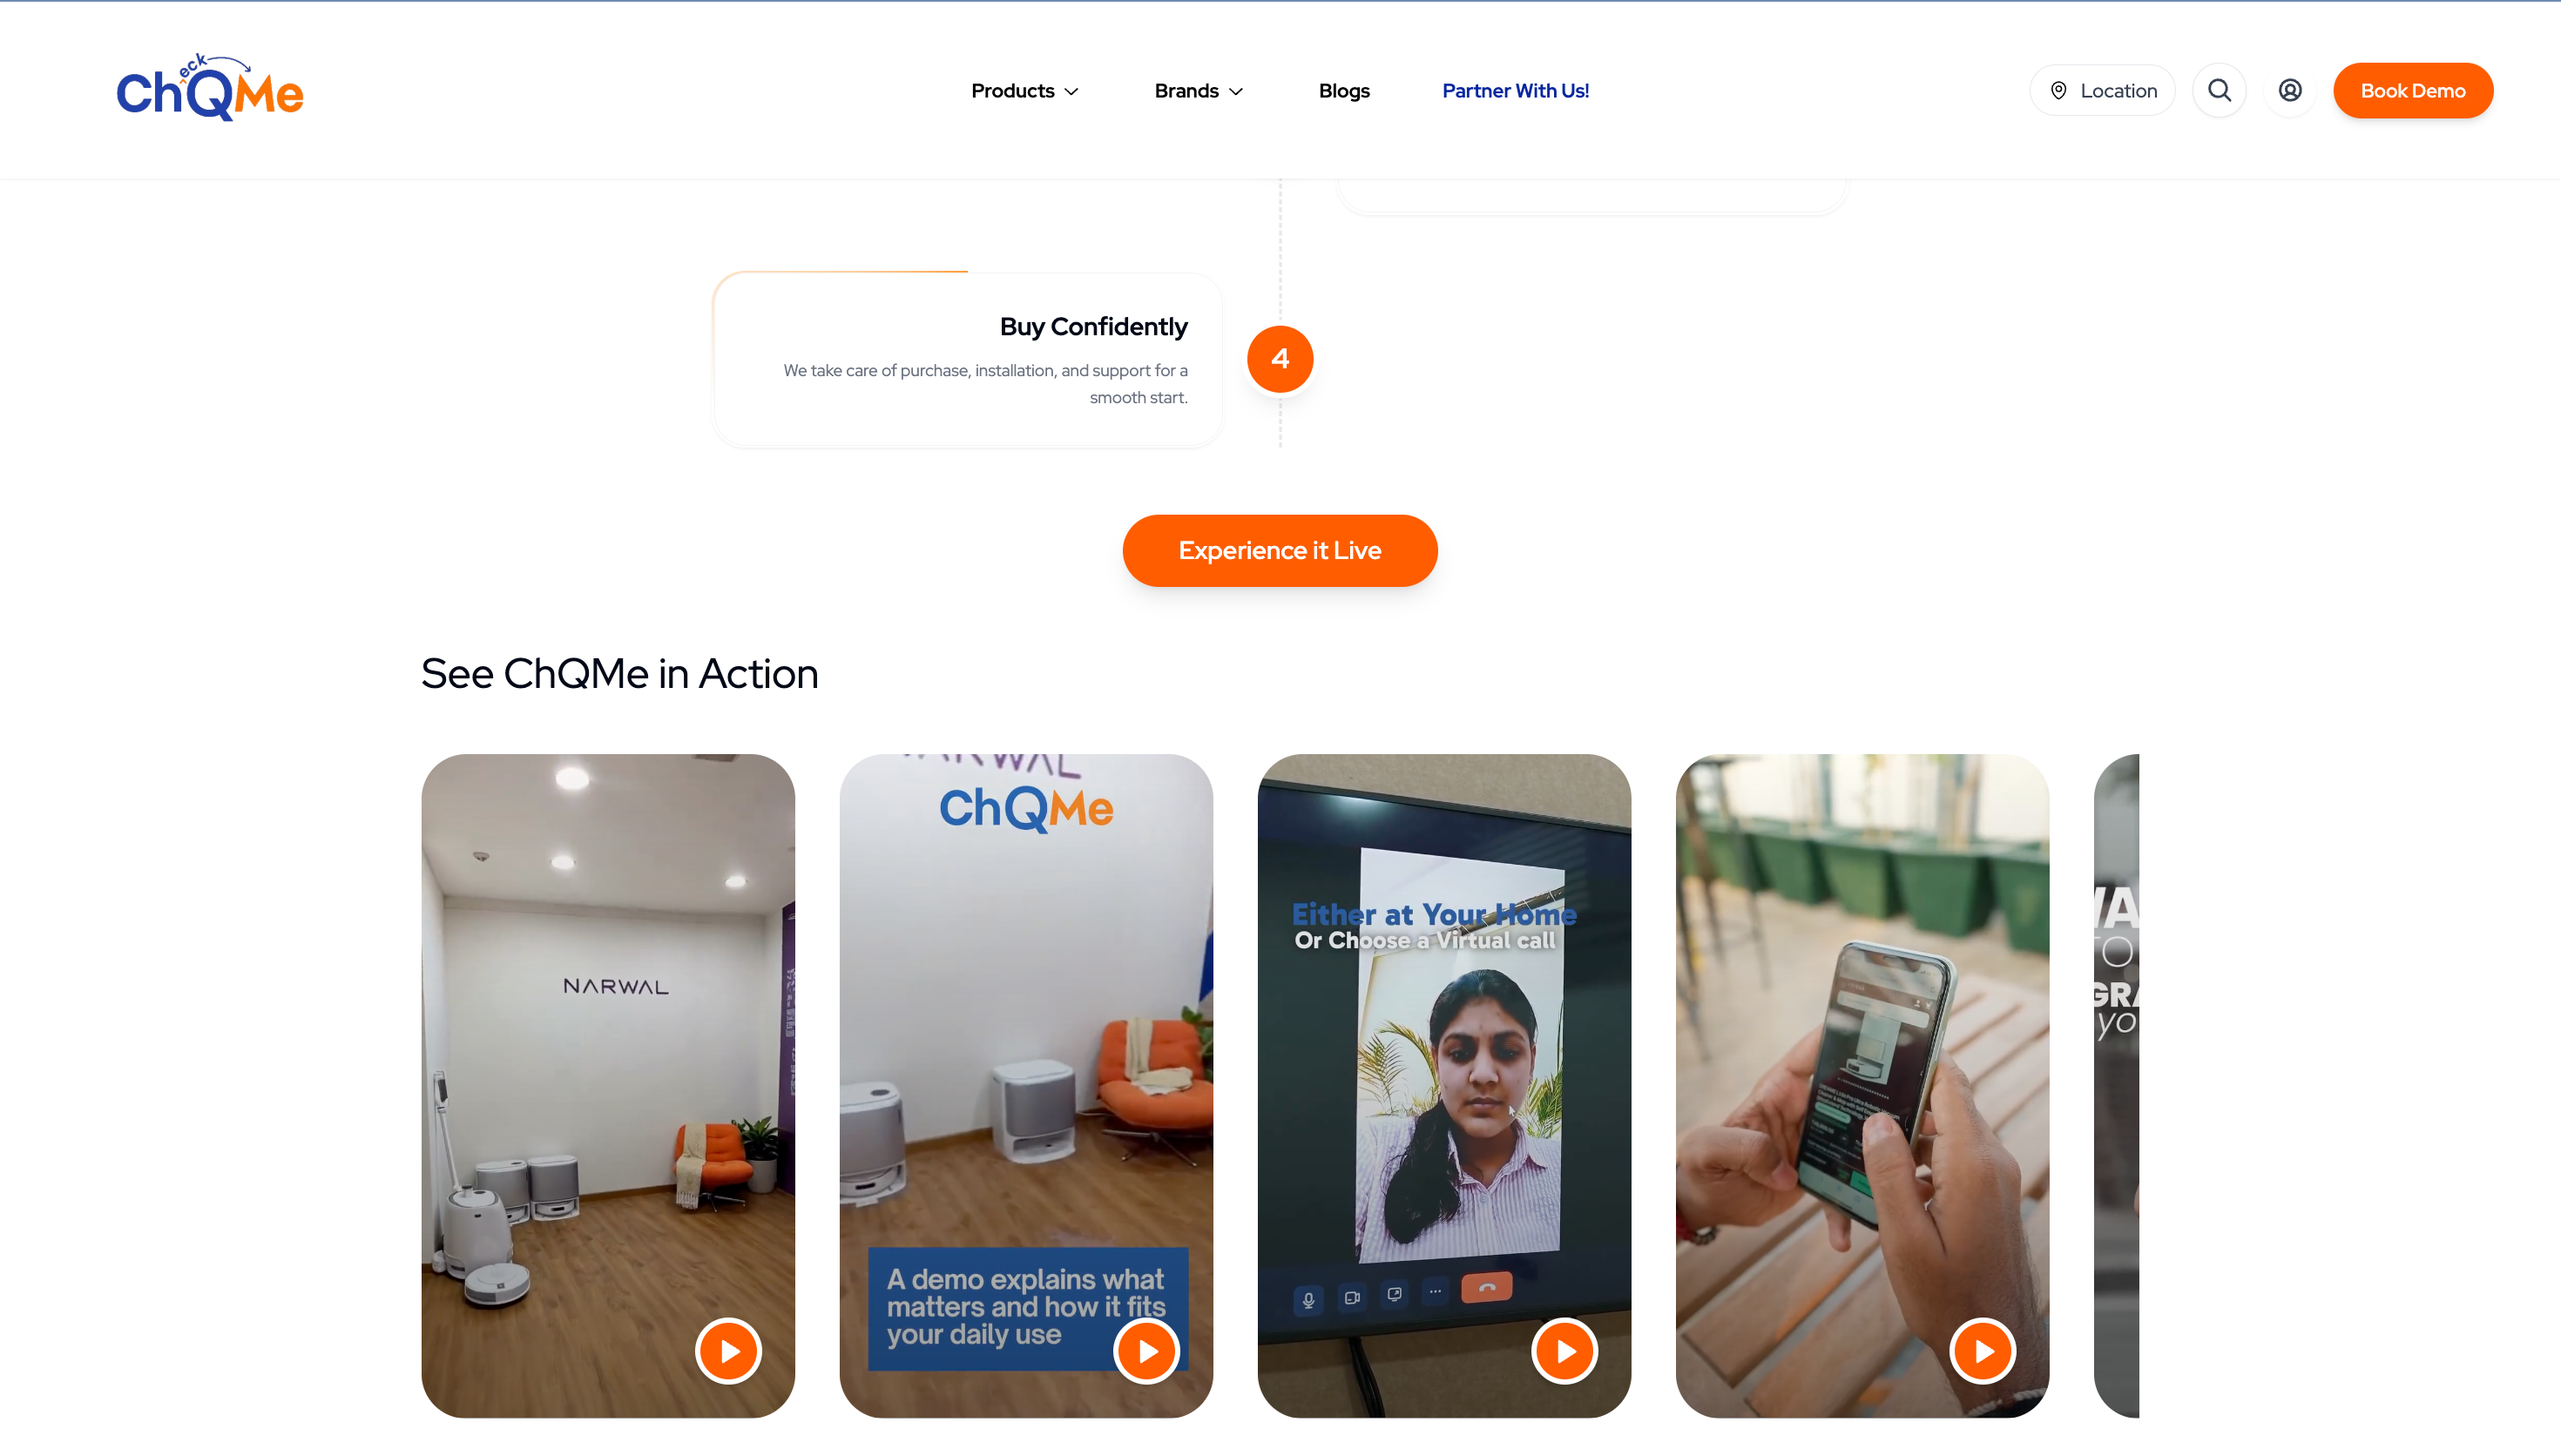 Check
ChQMe
Products
Brands
Blogs
Partner With Us!
Location
Book Demo
Buy Confidently
We take care of purchase, installation, and support for a
smooth start.
4
Experience it Live
See ChQMe in Action
NARWAL
NARWAL
ChQMe
A demo explains what
matters and how it fits
your daily use
Either at Your Home
Or Choose a Virtual call